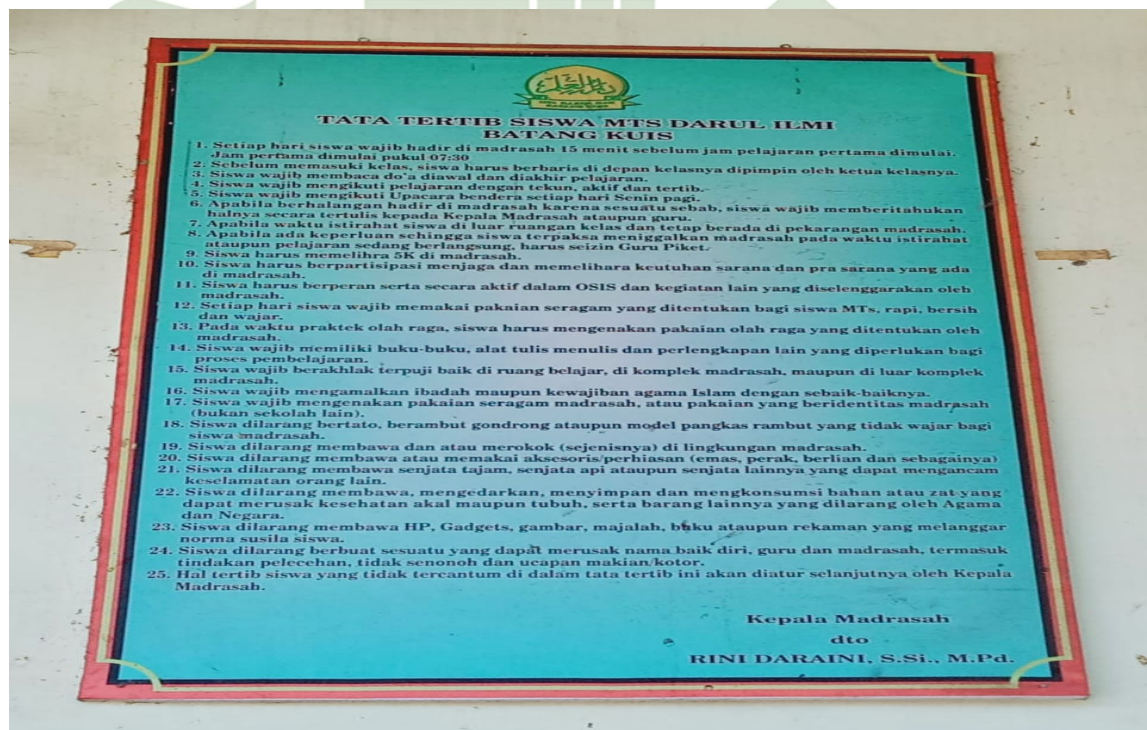 TATA TERTIB SISWA MTS DARUL ILMI
BATANG KUIS
1. Setiap hari siswa wajib hadir di madrasah 15 menit sebelum jam pelajaran pertama dimulai.
Jam pertama dimulai pukul 07:30
2. Sebelum memasuki kelas, siswa harus berbaris di depan kelasnya dipimpin oleh ketua kelasnya.
3. Siswa wajib membaca do'a diawal dan diakhir pelajaran.
4. Siswa wajib mengikuti pelajaran dengan tekun, aktif dan tertib.
5. Siswa wajib mengikuti Upacara bendera setiap hari Senin pagi.
6. Apabila berhalangan hadir di madrasah karena sesuatu sebab, siswa wajib memberitahukan
halnya secara tertulis kepada Kepala Madrasah ataupun guru.
7. Apabila waktu istirahat siswa di luar ruangan kelas dan tetap berada di pekarangan madrasah.
8. Apabila ada keperluan sehingga siswa terpaksa meniggalkan madrasah pada waktu istirahat
ataupun pelajaran sedang berlangsung, harus seizin Guru Piket.
9. Siswa harus memelihra 5K di madrasah.
10. Siswa harus berpartisipasi menjaga dan memelihara keutuhan sarana dan pra sarana yang ada
di madrasah.
11. Siswa harus berperan serta secara aktif dalam OSIS dan kegiatan lain yang diselenggarakan oleh
madrasah.
12. Setiap hari siswa wajib memakai pakaian seragam yang ditentukan bagi siswa MTs, rapi, bersih
dan wajar.
13. Pada waktu praktek olah raga, siswa harus mengenakan pakaian olah raga yang ditentukan oleh
madrasah.
14. Siswa wajib memiliki buku-buku, alat tulis menulis dan perlengkapan lain yang diperlukan bagi
proses pembelajaran.
15. Siswa wajib berakhlak terpuji baik di ruang belajar, di komplek madrasah, maupun di luar komplek
madrasah.
16. Siswa wajib mengamalkan ibadah maupun kewajiban agama Islam dengan sebaik-baiknya.
17. Siswa wajib mengenakan pakaian seragam madrasah, atau pakaian yang beridentitas madrasah
(bukan sekolah lain).
18. Siswa dilarang bertato, berambut gondrong ataupun model pangkas rambut yang tidak wajar bagi
siswa madrasah.
19. Siswa dilarang membawa dan atau merokok (sejenisnya) di lingkungan madrasah.
20. Siswa dilarang membawa atau memakai aksesoris/perhiasan (emas, perak, berlian dan sebagainya)
21. Siswa dilarang membawa senjata tajam, senjata api ataupun senjata lainnya yang dapat mengancam
keselamatan orang lain.
22. Siswa dilarang membawa, mengedarkan, menyimpan dan mengkonsumsi bahan atau zat yang
dapat merusak kesehatan akal maupun tubuh, serta barang lainnya yang dilarang oleh Agama
dan Negara.
23. Siswa dilarang membawa HP, Gadgets, gambar, majalah, buku ataupun rekaman yang melanggar
norma susila siswa.
24. Siswa dilarang berbuat sesuatu yang dapat merusak nama baik diri, guru dan madrasah, termasuk
tindakan pelecehan, tidak senonoh dan ucapan makian/kotor.
25. Hal tertib siswa yang tidak tercantum di dalam tata tertib ini akan diatur selanjutnya oleh Kepala
Madrasah.
Kepala Madrasah
dto
RINI DARAINI, S.Si., M.Pd.